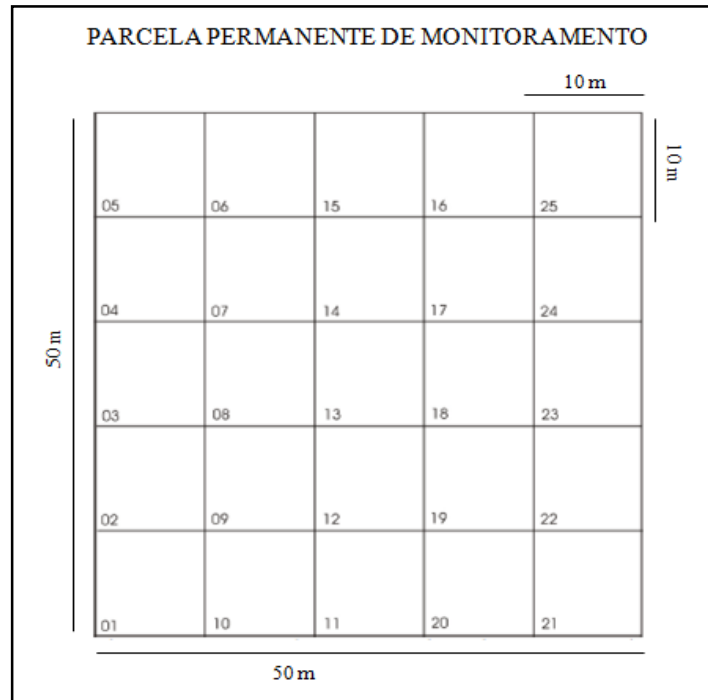 PARCELA PERMANENTE DE MONITORAMENTO
10 m
10 m
05 06 15 16 25
04 07 14 17 24
50 m
03 08 13 18 23
02 09 12 19 22
01 10 11 20 21
50 m